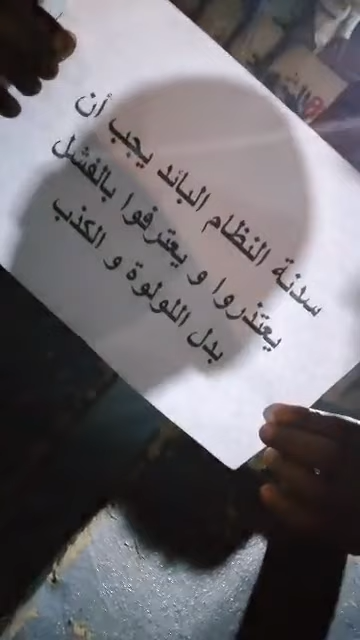 سدنة النظام البائد يجب أن
يعتذروا و يعترفوا بالفشل
بدل اللولوة و الكذب